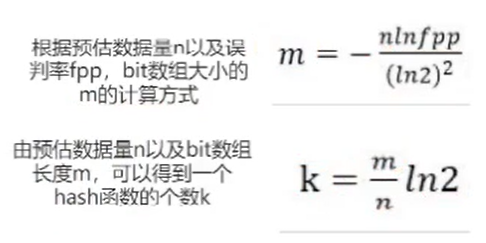 根据预估数据量n以及误
判率fpp，bit数组大小的
m的计算方式
m = − nlnfpp / (ln2)²
由预估数据量n以及bit数组
长度m，可以得到一个
hash函数的个数k
k = m/n ln2